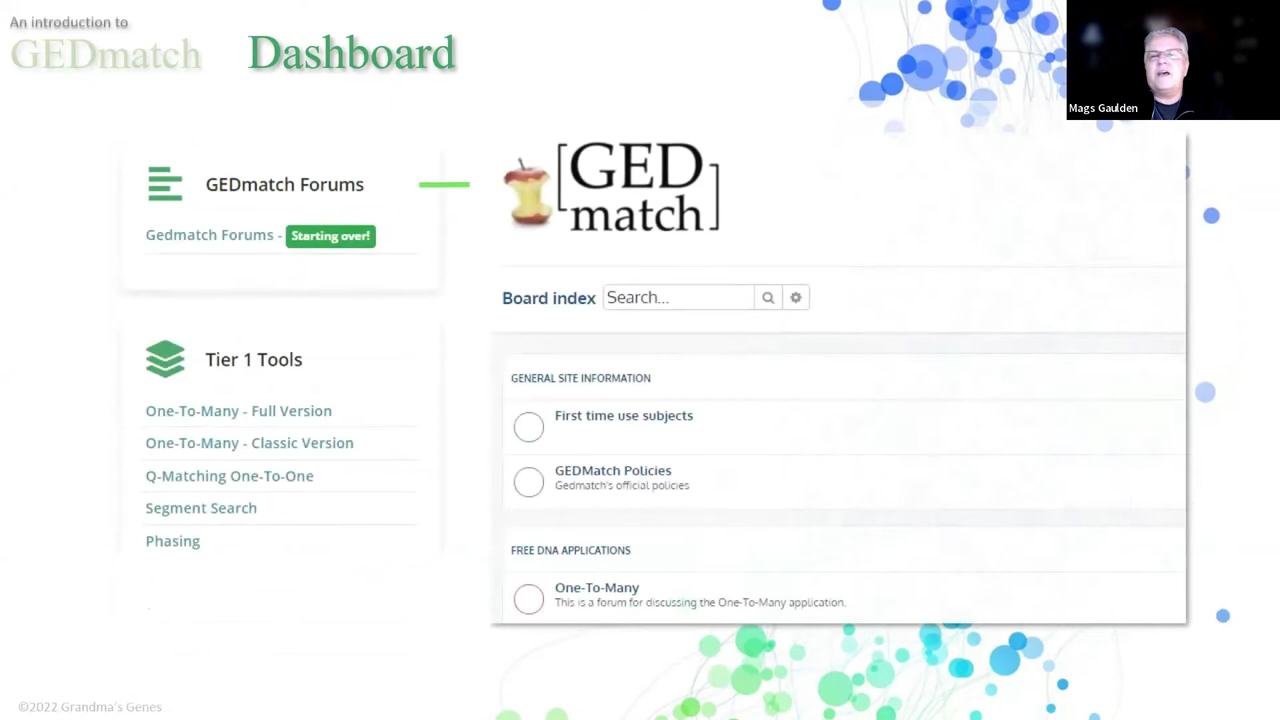 An introduction to
GEDmatch
Dashboard
Mags Gaulden
GEDmatch Forums
Gedmatch Forums - Starting over!
Tier 1 Tools
One-To-Many - Full Version
One-To-Many - Classic Version
Q-Matching One-To-One
Segment Search
Phasing
[GED
match]
Board index Search...
GENERAL SITE INFORMATION
First time use subjects
GEDMatch Policies
Gedmatch's official policies
FREE DNA APPLICATIONS
One-To-Many
This is a forum for discussing the One-To-Many application.
©2022 Grandma's Genes